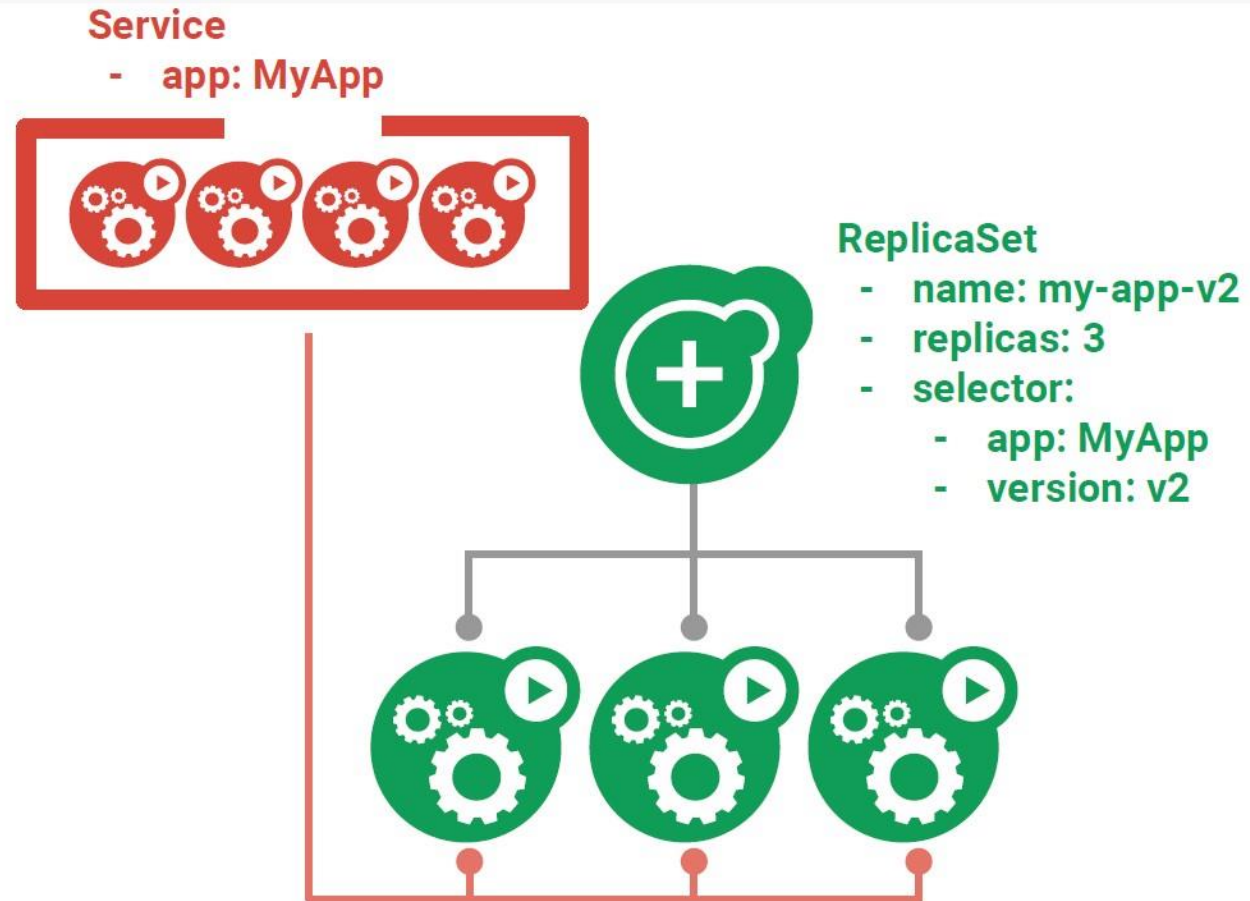 Service
- app: MyApp
ReplicaSet
- name: my-app-v2
- replicas: 3
- selector:
- app: MyApp
- version: v2